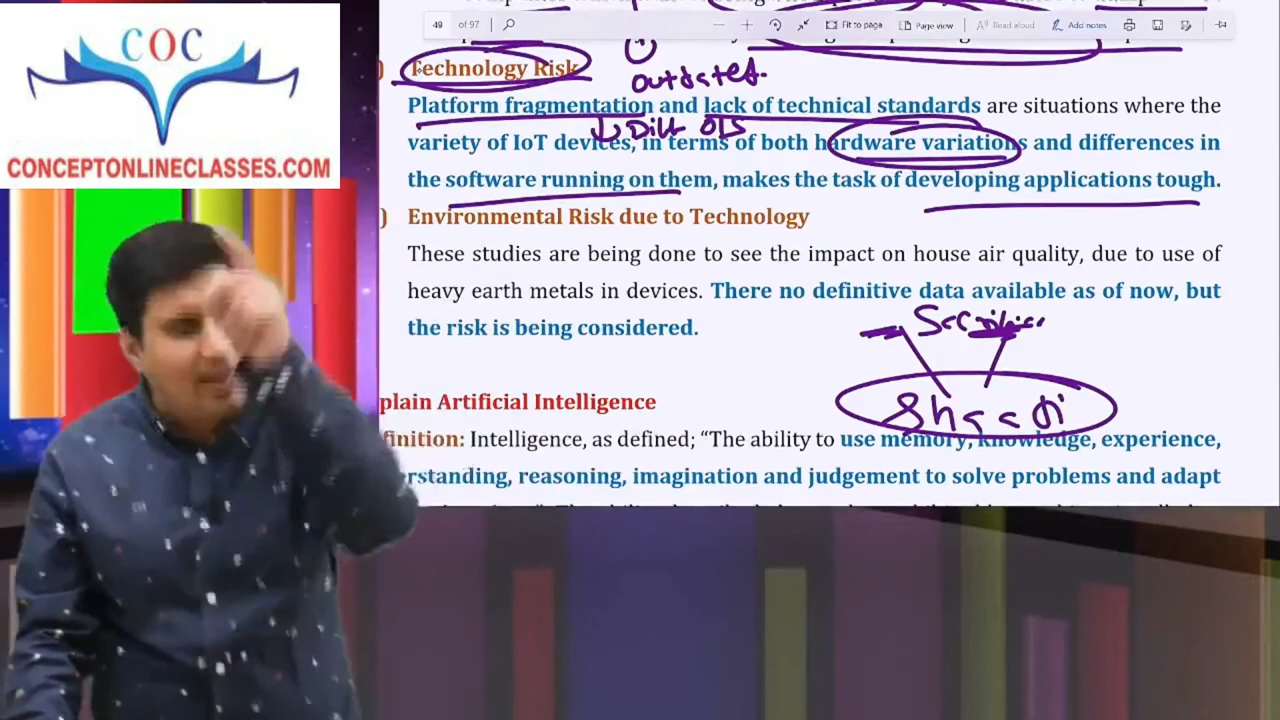 COC
CONCEPTONLINECLASSES.COM
49 of 97
Fit to page
Page view
Read aloud
Add notes
Technology Risk
outdated.
Platform fragmentation and lack of technical standards are situations where the
Diff O/S
variety of IoT devices, in terms of both hardware variations and differences in
the software running on them, makes the task of developing applications tough.
) Environmental Risk due to Technology
These studies are being done to see the impact on house air quality, due to use of
heavy earth metals in devices. There no definitive data available as of now, but
the risk is being considered.
Shaadi
plain Artificial Intelligence
finition: Intelligence, as defined; “The ability to use memory, knowledge, experience,
rstanding, reasoning, imagination and judgement to solve problems and adapt